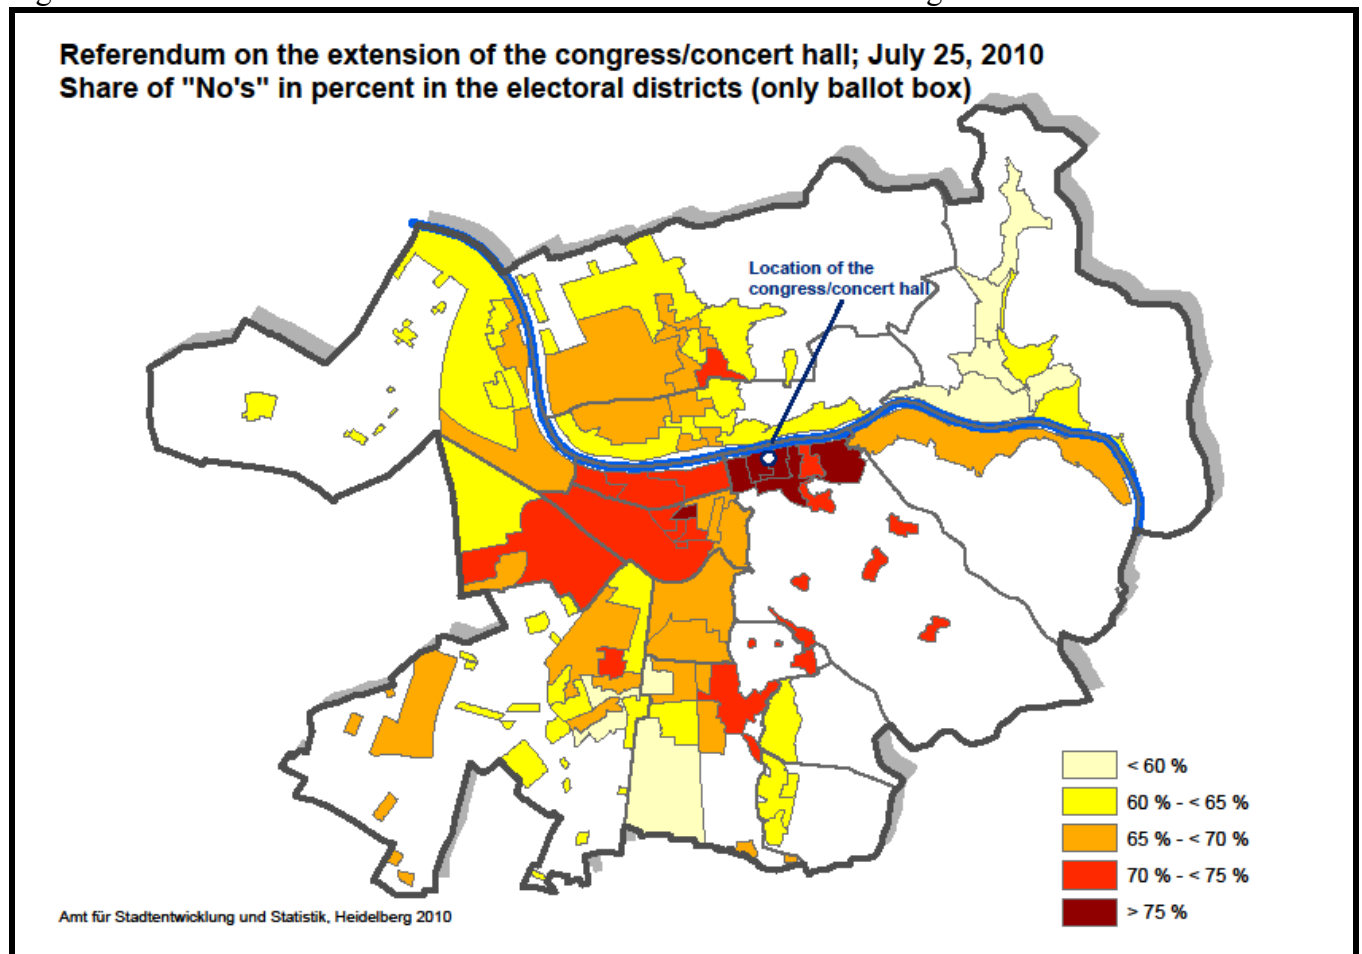 Referendum on the extension of the congress/concert hall; July 25, 2010
Share of "No's" in percent in the electoral districts (only ballot box)
Location of the
congress/concert hall
< 60 %
60 % - < 65 %
65 % - < 70 %
70 % - < 75 %
> 75 %
Amt für Stadtentwicklung und Statistik, Heidelberg 2010